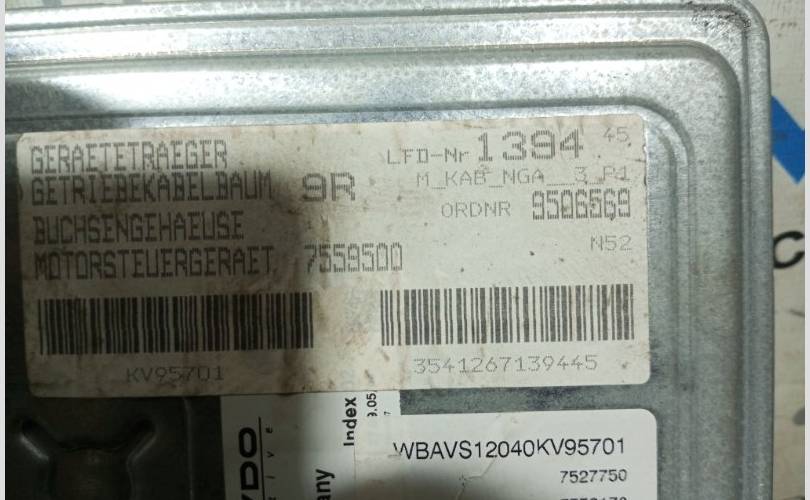 GERAETETRAEGER
GETRIEBEKABELBAUM 9R
BUCHSENGEHAEUSE
MOTORSTEUERGERAET 7559500
LFD-Nr 1394 45
M_KAB_NGA__3_P1
ORDNR 9506569
N52
KV95701
3541267139445
VDO
Index
any
WBAVS12040KV95701
7527750
C